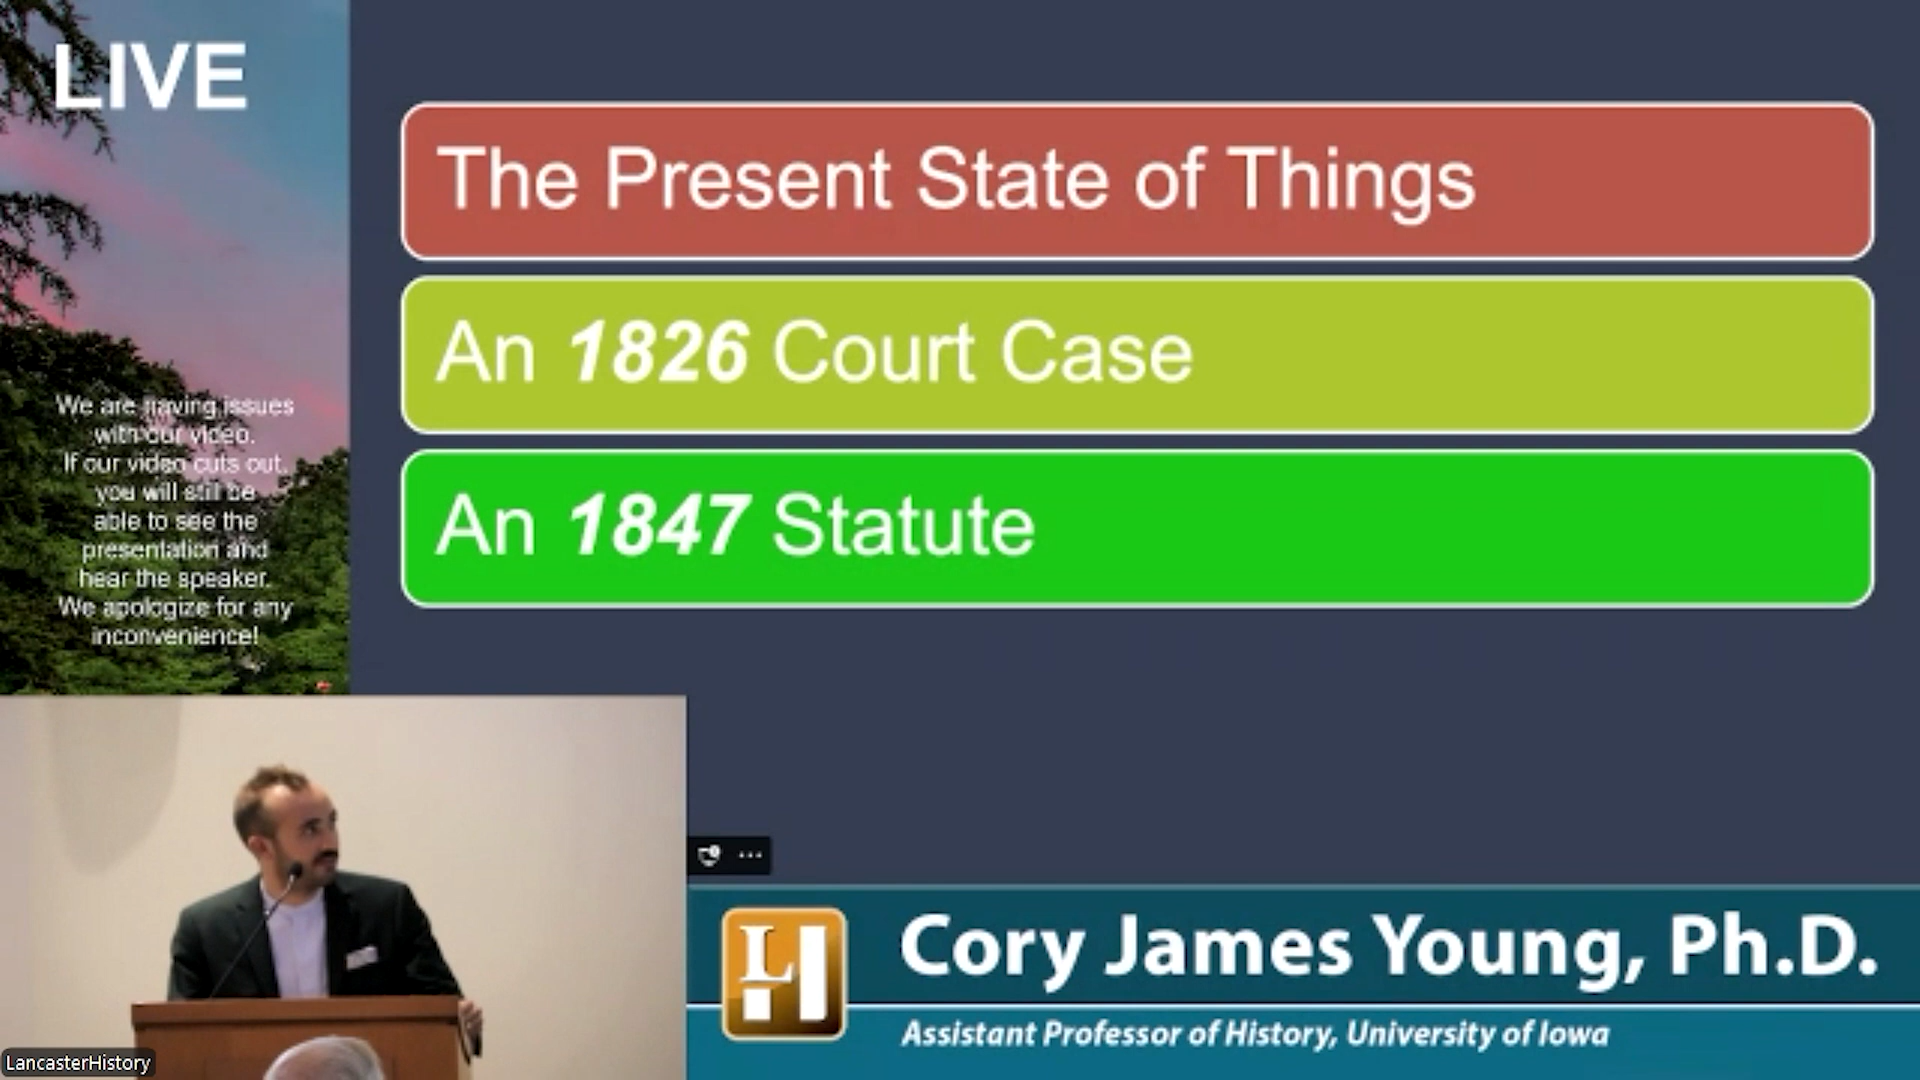 LIVE
We are having issues
with our video.
If our video cuts out,
you will still be
able to see the
presentation and
hear the speaker.
We apologize for any
inconvenience!
The Present State of Things
An 1826 Court Case
An 1847 Statute
LH
Cory James Young, Ph.D.
Assistant Professor of History, University of Iowa
LancasterHistory